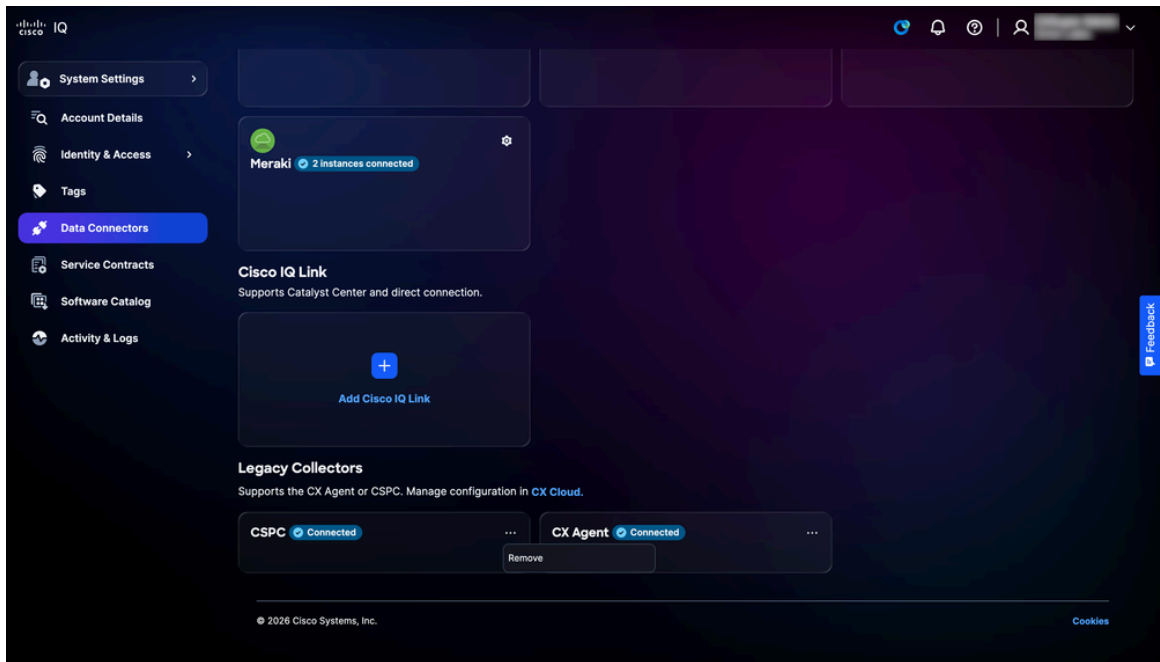 cisco IQ
System Settings
Account Details
Identity & Access
Tags
Data Connectors
Service Contracts
Software Catalog
Activity & Logs
Meraki 2 instances connected
Cisco IQ Link
Supports Catalyst Center and direct connection.
Add Cisco IQ Link
Legacy Collectors
Supports the CX Agent or CSPC. Manage configuration in CX Cloud.
CSPC Connected ...
CX Agent Connected ...
Remove
© 2026 Cisco Systems, Inc.
Cookies
Feedback